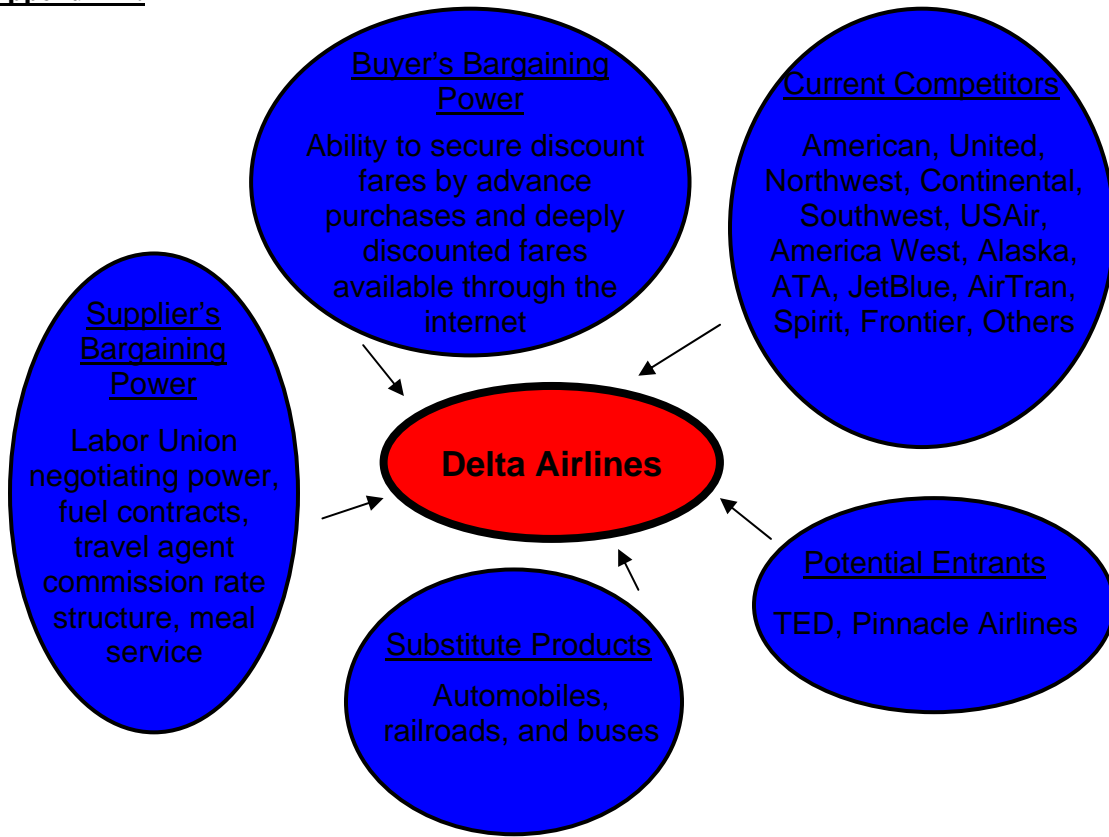 Buyer's Bargaining
Power
Ability to secure discount
fares by advance
purchases and deeply
discounted fares
available through the
internet
Current Competitors
American, United,
Northwest, Continental,
Southwest, USAir,
America West, Alaska,
ATA, JetBlue, AirTran,
Spirit, Frontier, Others
Supplier's
Bargaining
Power
Labor Union
negotiating power,
fuel contracts,
travel agent
commission rate
structure, meal
service
Delta Airlines
Potential Entrants
TED, Pinnacle Airlines
Substitute Products
Automobiles,
railroads, and buses